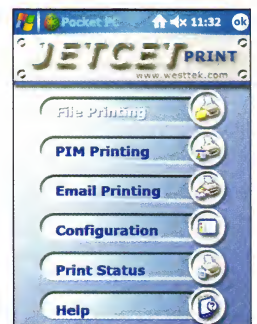 Pocket PC 11:32 ok
JETCET PRINT
www.westtek.com
File Printing
PIM Printing
Email Printing
Configuration
Print Status
Help